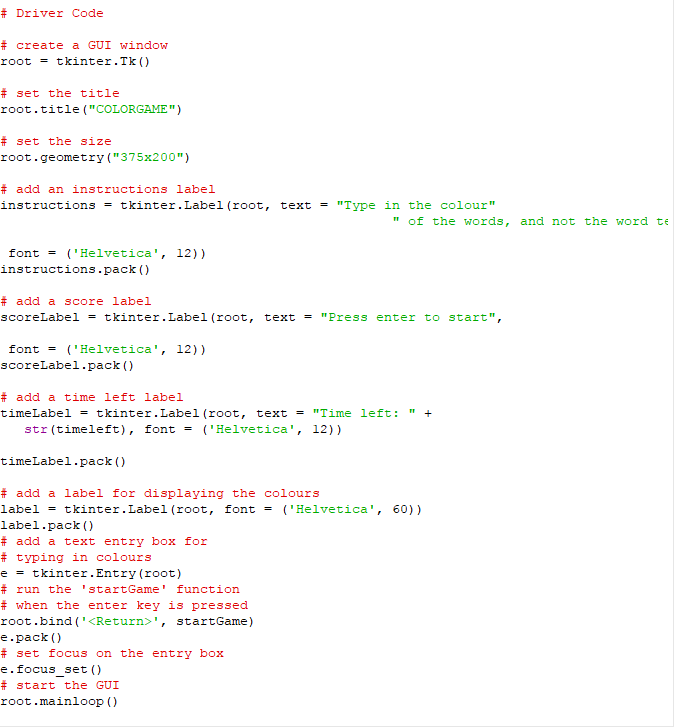 # Driver Code
# create a GUI window
root = tkinter.Tk()
# set the title
root.title("COLORGAME")
# set the size
root.geometry("375x200")
# add an instructions label
instructions = tkinter.Label(root, text = "Type in the colour"
" of the words, and not the word te
font = ('Helvetica', 12))
instructions.pack()
# add a score label
scoreLabel = tkinter.Label(root, text = "Press enter to start",
font = ('Helvetica', 12))
scoreLabel.pack()
# add a time left label
timeLabel = tkinter.Label(root, text = "Time left: " +
str(timeleft), font = ('Helvetica', 12))
timeLabel.pack()
# add a label for displaying the colours
label = tkinter.Label(root, font = ('Helvetica', 60))
label.pack()
# add a text entry box for
# typing in colours
e = tkinter.Entry(root)
# run the 'startGame' function
# when the enter key is pressed
root.bind('<Return>', startGame)
e.pack()
# set focus on the entry box
e.focus_set()
# start the GUI
root.mainloop()